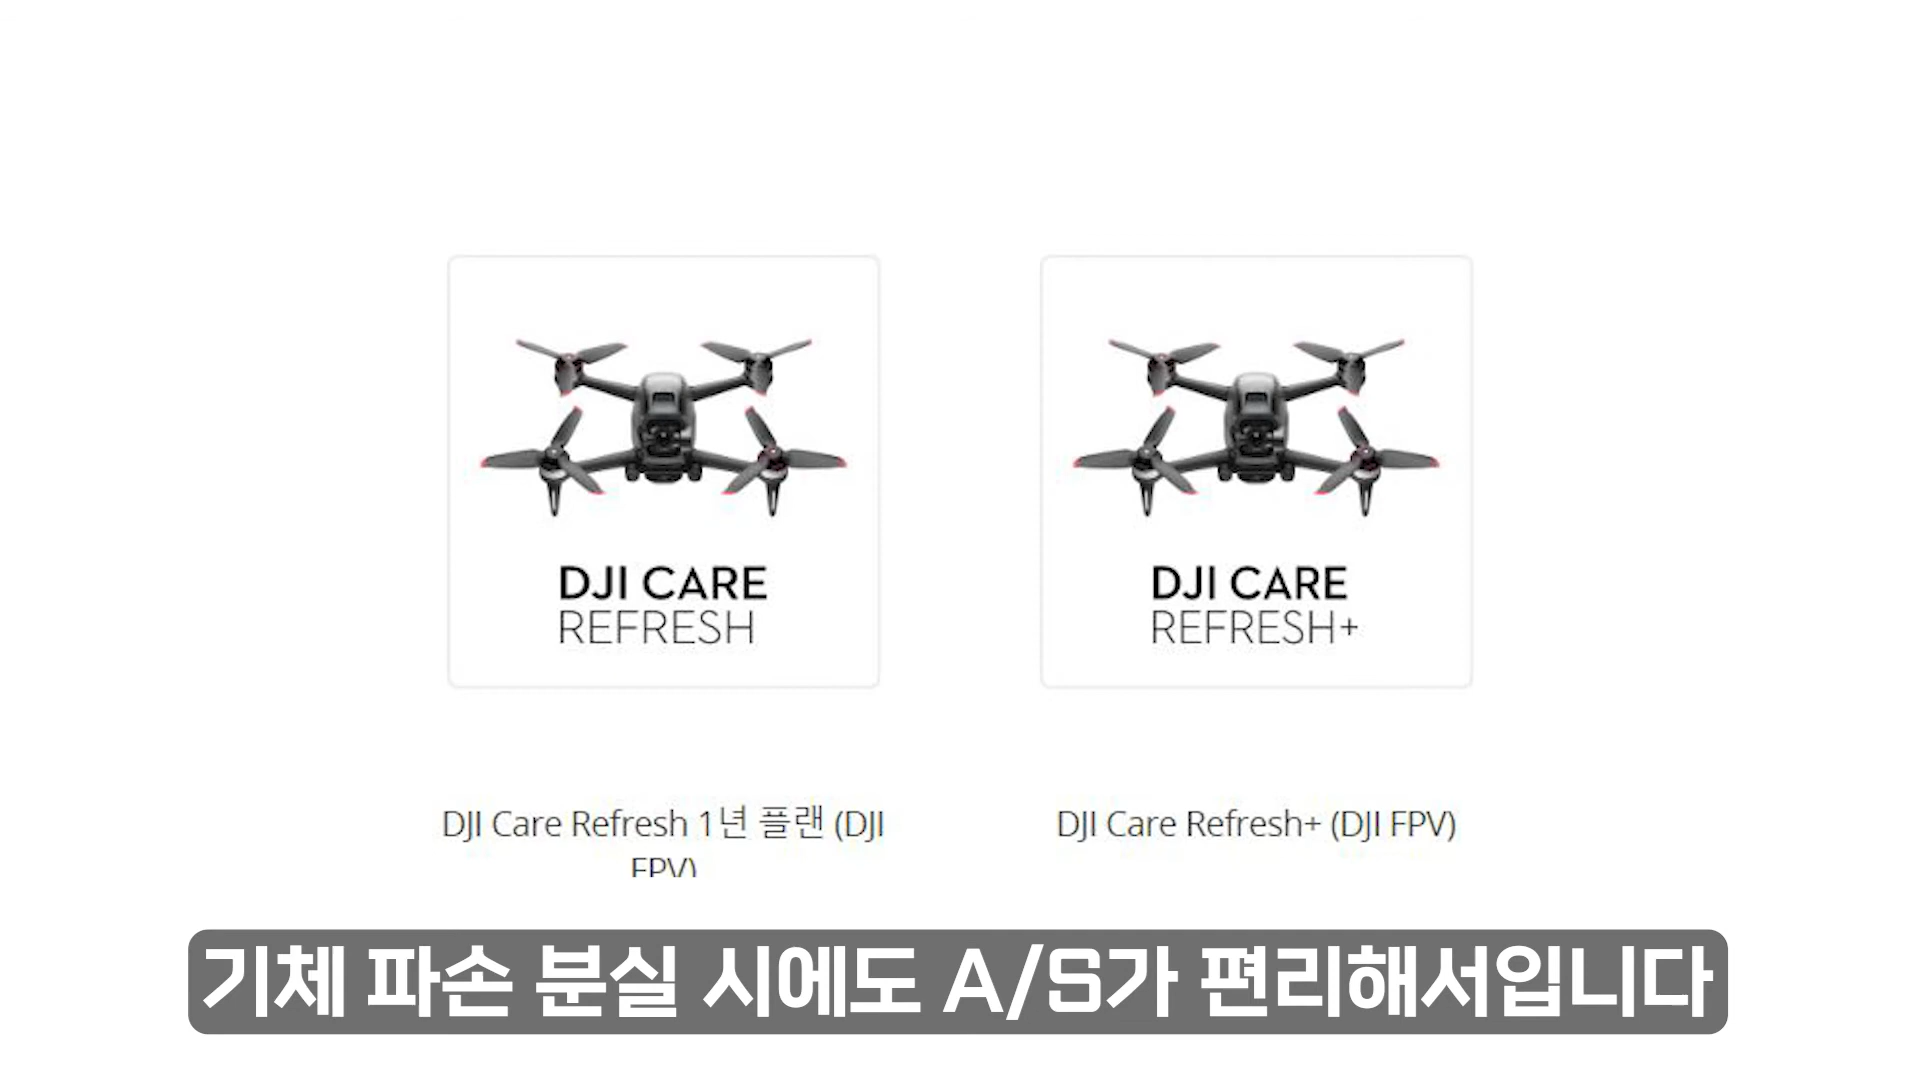 DJI CARE
REFRESH
DJI CARE
REFRESH+
DJI Care Refresh 1년 플랜 (DJI
FPV)
DJI Care Refresh+ (DJI FPV)
기체 파손 분실 시에도 A/S가 편리해서입니다